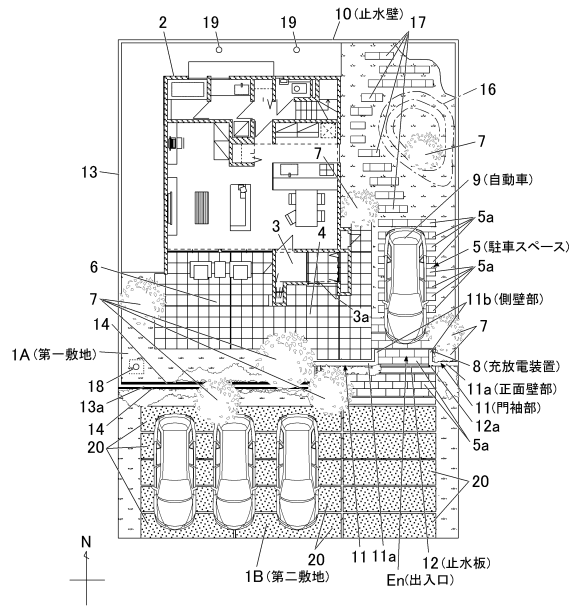 10(止水壁)
2
19
19
17
16
7
7
13
9(自動車)
5a
5(駐車スペース)
5a
3
4
6
3a
11b(側壁部)
7
7
14
1A(第一敷地)
8(充放電装置)
18
11a(正面壁部)
11(門袖部)
13a
12a
14
5a
20
20
20
11
11a
12(止水板)
1B(第二敷地)
En(出入口)
N